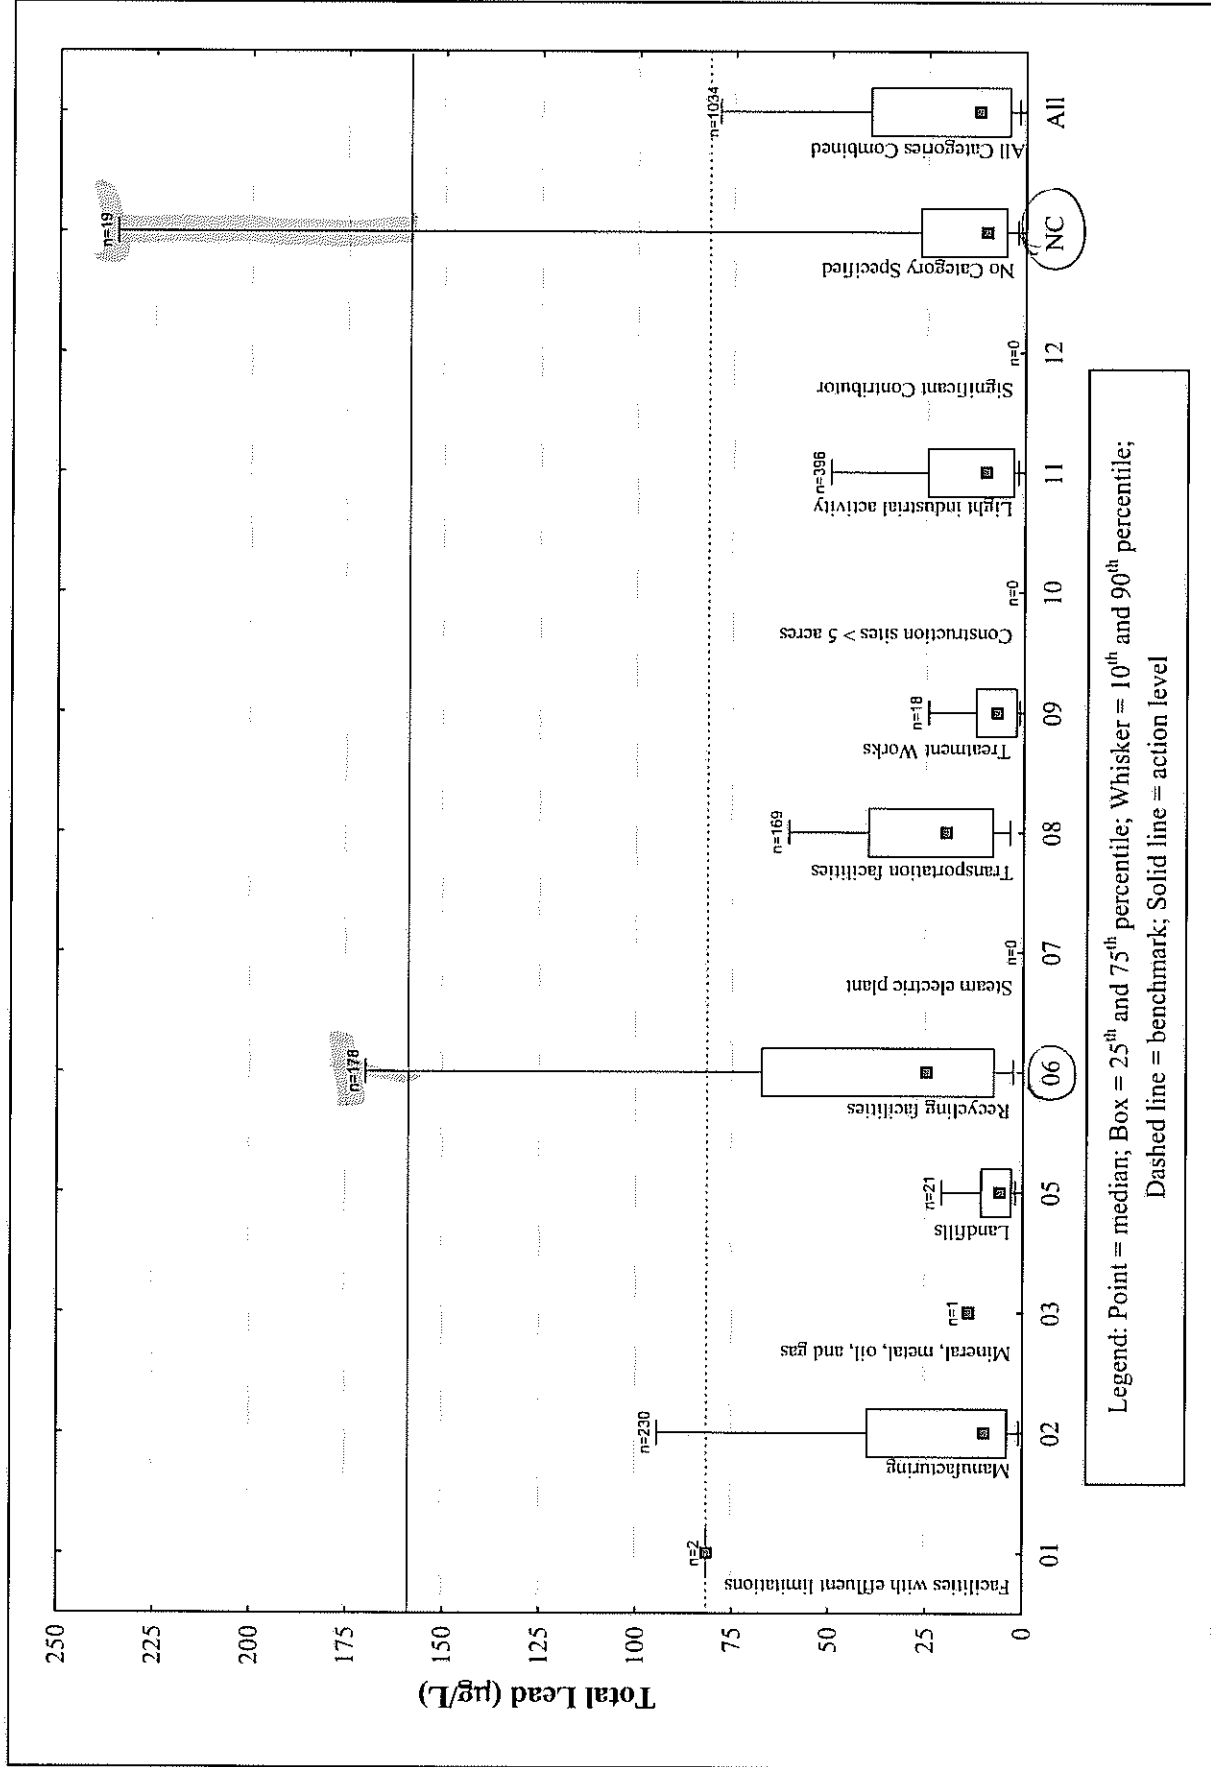 Total Lead (µg/L)
250
225
200
175
150
125
100
75
50
25
0
n=2
n=230
n=1
n=21
n=178
n=0
n=169
n=18
n=0
n=396
n=0
n=19
n=1034
Facilities with effluent limitations
Manufacturing
Mineral, metal, oil, and gas
Landfills
Recycling facilities
Steam electric plant
Transportation facilities
Treatment Works
Construction sites > 5 acres
Light industrial activity
Significant Contributor
No Category Specified
All Categories Combined
01
02
03
05
06
07
08
09
10
11
12
NC
All
Legend: Point = median; Box = 25th and 75th percentile; Whisker = 10th and 90th percentile;
Dashed line = benchmark; Solid line = action level